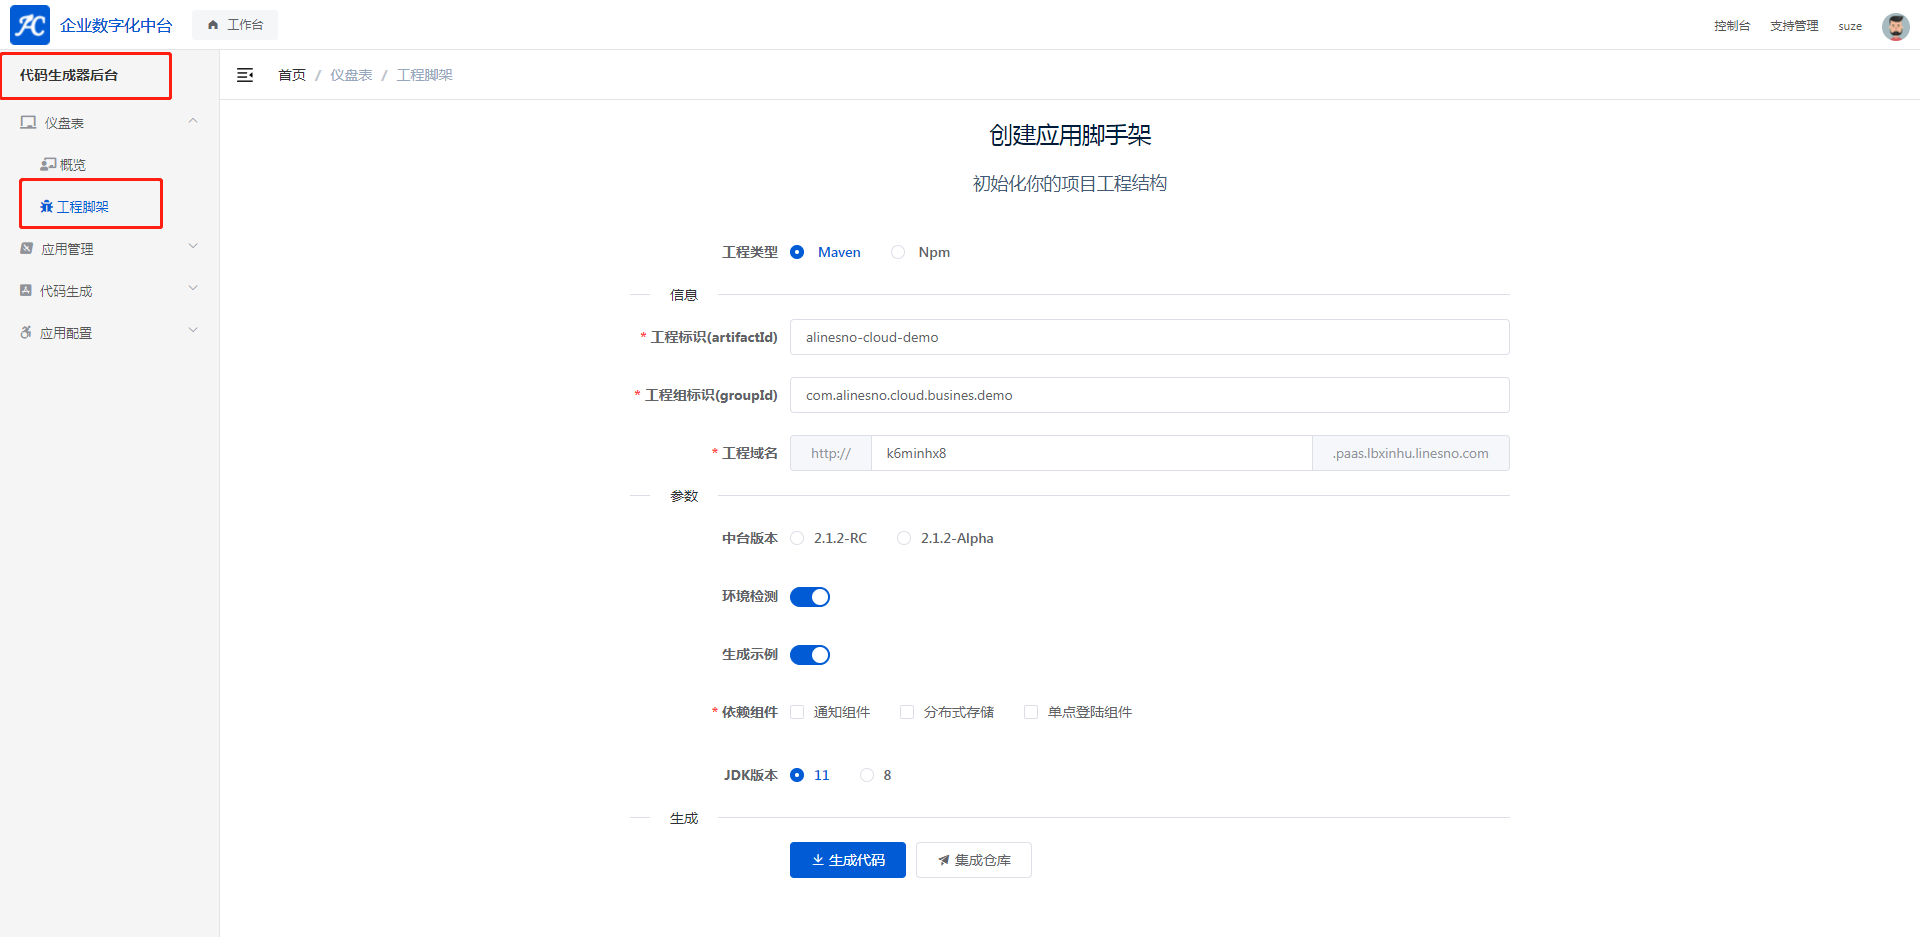 企业数字化中台
工作台
控制台
支持管理
suze
代码生成器后台
首页 / 仪盘表 / 工程脚架
仪盘表
概览
工程脚架
应用管理
代码生成
应用配置
创建应用脚手架
初始化你的项目工程结构
工程类型 Maven Npm
信息
* 工程标识(artifactId) alinesno-cloud-demo
* 工程组标识(groupId) com.alinesno.cloud.busines.demo
* 工程域名 http:// k6minhx8 .paas.lbxinhu.linesno.com
参数
中台版本 2.1.2-RC 2.1.2-Alpha
环境检测
生成示例
* 依赖组件 通知组件 分布式存储 单点登陆组件
JDK版本 11 8
生成
生成代码 集成仓库